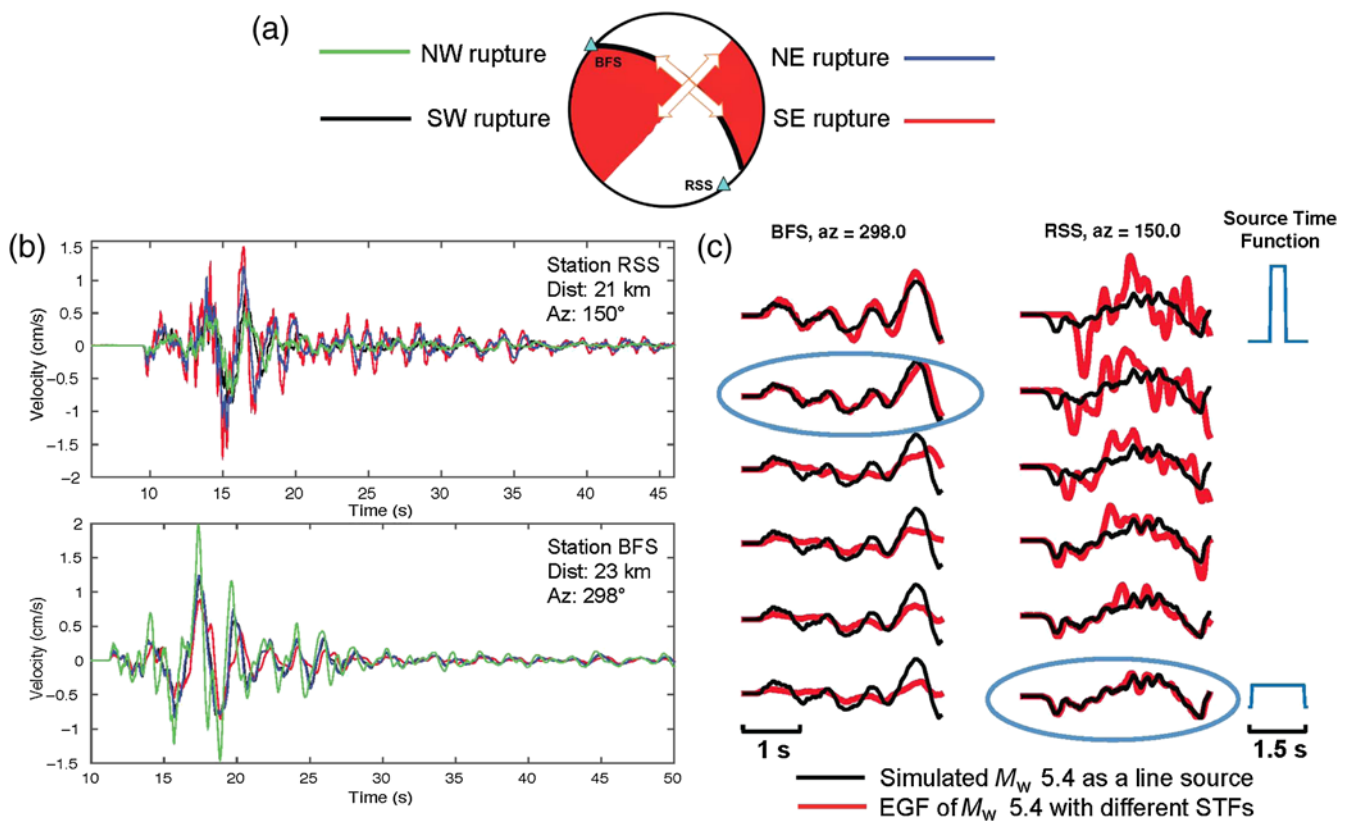 (a)
NW rupture
SW rupture
BFS
RSS
NE rupture
SE rupture
(b)
1.5
1
0.5
0
−0.5
−1
−1.5
−2
Velocity (cm/s)
Station RSS
Dist: 21 km
Az: 150°
10 15 20 25 30 35 40 45
Time (s)
2
1.5
1
0.5
0
−0.5
−1
−1.5
Velocity (cm/s)
Station BFS
Dist: 23 km
Az: 298°
10 15 20 25 30 35 40 45 50
Time (s)
(c)
BFS, az = 298.0
RSS, az = 150.0
Source Time
Function
1 s
1.5 s
Simulated Mw 5.4 as a line source
EGF of Mw 5.4 with different STFs